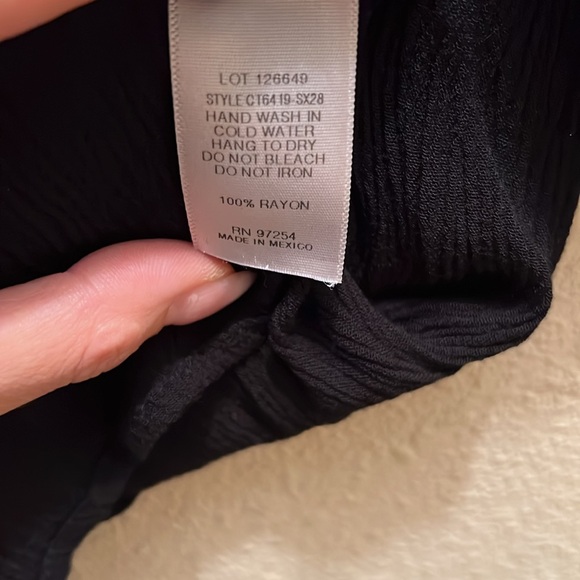 LOT 126649
STYLE C16419-SX28
HAND WASH IN
COLD WATER
HANG TO DRY
DO NOT BLEACH
DO NOT IRON
100% RAYON
RN 97254
MADE IN MEXICO